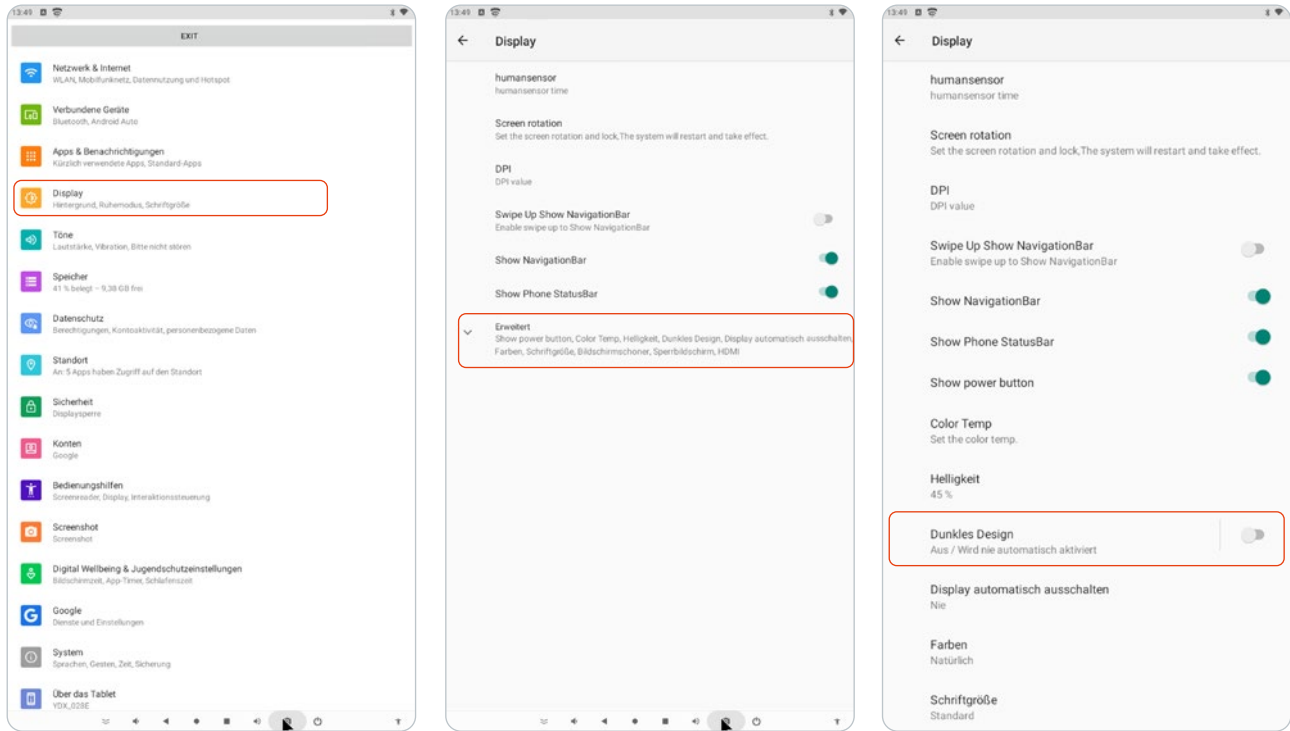 13:41
EXIT
Netzwerk & Internet
WLAN, Mobilfunknetz, Datennutzung und Hotspot
Verbundene Geräte
Bluetooth, Android Auto
Apps & Benachrichtigungen
Kürzlich verwendete Apps, Standard-Apps
Display
Hintergrund, Ruhemodus, Schriftgröße
Töne
Lautstärke, Vibration, Bitte nicht stören
Speicher
41 % belegt – 9,38 GB frei
Datenschutz
Berechtigungen, Kontoaktivität, personenbezogene Daten
Standort
An: 5 Apps haben Zugriff auf den Standort
Sicherheit
Displaysperre
Konten
Google
Bedienungshilfen
Screenreader, Display, Interaktionssteuerung
Screenshot
Screenshot
Digital Wellbeing & Jugendschutzeinstellungen
Bildschirmzeit, App-Timer, Schlafenszeit
Google
Dienste und Einstellungen
System
Sprachen, Gesten, Zeit, Sicherung
Über das Tablet
YDX_028E
13:41
Display
humansensor
humansensor time
Screen rotation
Set the screen rotation and lock,The system will restart and take effect.
DPI
DPI value
Swipe Up Show NavigationBar
Enable swipe up to Show NavigationBar
Show NavigationBar
Show Phone StatusBar
Erweitert
Show power button, Color Temp, Helligkeit, Dunkles Design, Display automatisch ausschalten,
Farben, Schriftgröße, Bildschirmschoner, Sperrbildschirm, HDMI
13:41
Display
humansensor
humansensor time
Screen rotation
Set the screen rotation and lock,The system will restart and take effect.
DPI
DPI value
Swipe Up Show NavigationBar
Enable swipe up to Show NavigationBar
Show NavigationBar
Show Phone StatusBar
Show power button
Color Temp
Set the color temp.
Helligkeit
45 %
Dunkles Design
Aus / Wird nie automatisch aktiviert
Display automatisch ausschalten
Nie
Farben
Natürlich
Schriftgröße
Standard